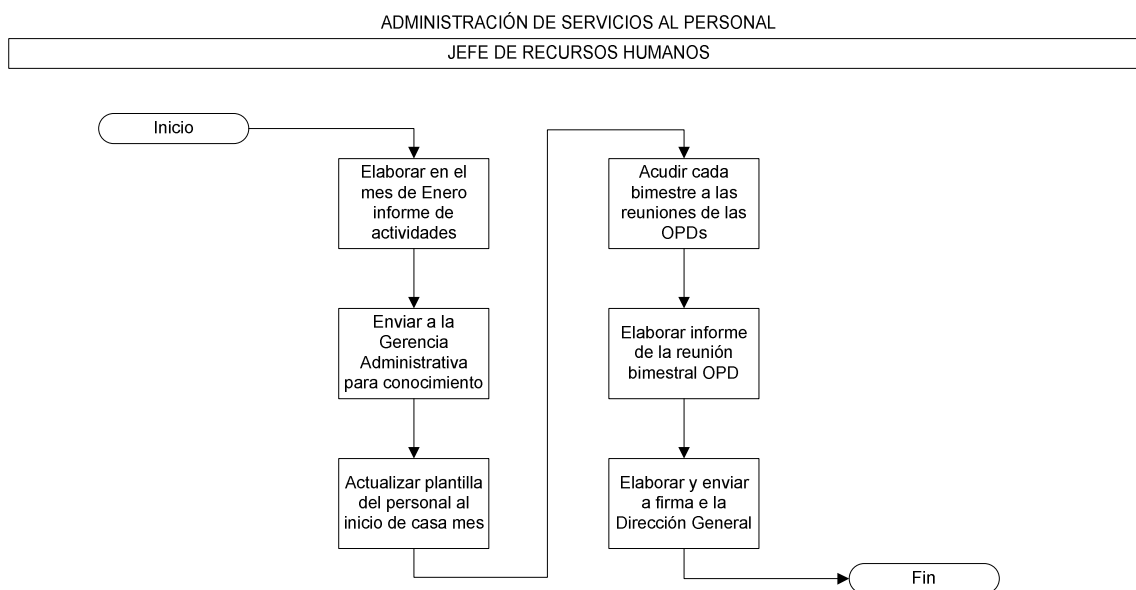 ADMINISTRACIÓN DE SERVICIOS AL PERSONAL
JEFE DE RECURSOS HUMANOS
Inicio
Elaborar en el
mes de Enero
informe de
actividades
Enviar a la
Gerencia
Administrativa
para conocimiento
Actualizar plantilla
del personal al
inicio de casa mes
Acudir cada
bimestre a las
reuniones de las
OPDs
Elaborar informe
de la reunión
bimestral OPD
Elaborar y enviar
a firma e la
Dirección General
Fin